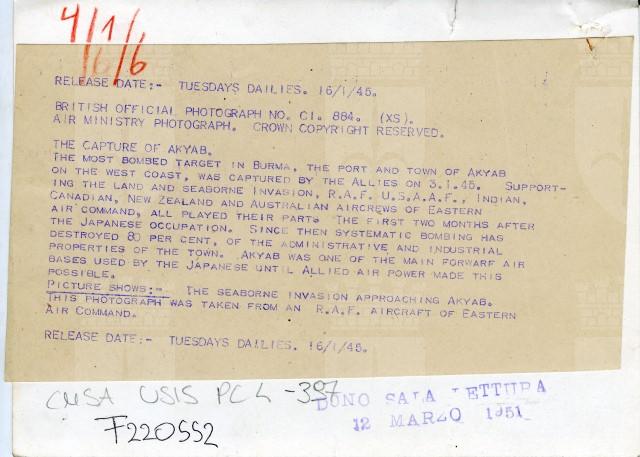 4/1/6
/6
RELEASE DATE:- TUESDAYS DAILIES. 16/1/45.
BRITISH OFFICIAL PHOTOGRAPH NO. CI. 884. (XS).
AIR MINISTRY PHOTOGRAPH. CROWN COPYRIGHT RESERVED.
THE CAPTURE OF AKYAB.
THE MOST BOMBED TARGET IN BURMA, THE PORT AND TOWN OF AKYAB
ON THE WEST COAST, WAS CAPTURED BY THE ALLIES ON 3.1.45. SUPPORT-
ING THE LAND AND SEABORNE INVASION, R.A.F. U.S.A.A.F., INDIAN,
CANADIAN, NEW ZEALAND AND AUSTRALIAN AIRCREWS OF EASTERN
AIR COMMAND, ALL PLAYED THEIR PART. THE FIRST TWO MONTHS AFTER
THE JAPANESE OCCUPATION. SINCE THEN SYSTEMATIC BOMBING HAS
DESTROYED 80 PER CENT, OF THE ADMINISTRATIVE AND INDUSTRIAL
PROPERTIES OF THE TOWN. AKYAB WAS ONE OF THE MAIN FORWARF AIR
BASES USED BY THE JAPANESE UNTIL ALLIED AIR POWER MADE THIS
POSSIBLE.
PICTURE SHOWS:- THE SEABORNE INVASION APPROACHING AKYAB.
THIS PHOTOGRAPH WAS TAKEN FROM AN R.A.F. AIRCRAFT OF EASTERN
AIR COMMAND.
RELEASE DATE:- TUESDAYS DAILIES. 16/1/45.
CMSA USIS PC L -397
DONO SALA LETTURA
12 MARZO 1951
F220552